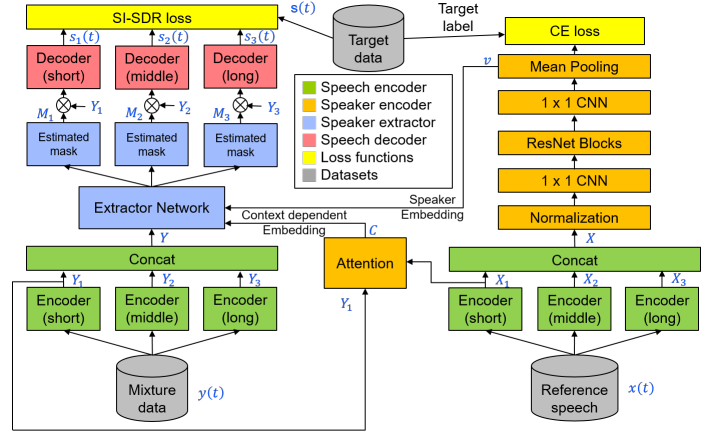 SI-SDR loss
s(t)
Target
label
CE loss
s₁(t)
s₂(t)
s₃(t)
Target
data
v
Mean Pooling
Decoder
(short)
Decoder
(middle)
Decoder
(long)
Speech encoder
Speaker encoder
Speaker extractor
Speech decoder
Loss functions
Datasets
1 x 1 CNN
M₁
Y₁
M₂
Y₂
M₃
Y₃
ResNet Blocks
Estimated
mask
Estimated
mask
Estimated
mask
1 x 1 CNN
Extractor Network
Speaker
Embedding
Normalization
Context dependent
Embedding
C
Y
X
Concat
Attention
Concat
Y₁
Y₂
Y₃
X₁
X₂
X₃
Encoder
(short)
Encoder
(middle)
Encoder
(long)
Y₁
Encoder
(short)
Encoder
(middle)
Encoder
(long)
Mixture
data
y(t)
Reference
speech
x(t)